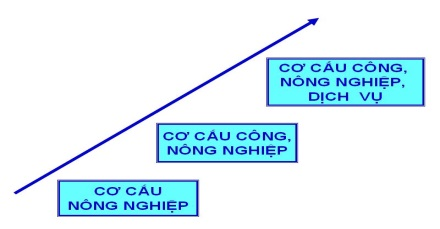 CƠ CẤU CÔNG,
NÔNG NGHIỆP,
DỊCH VỤ
CƠ CẤU CÔNG,
NÔNG NGHIỆP
CƠ CẤU
NÔNG NGHIỆP